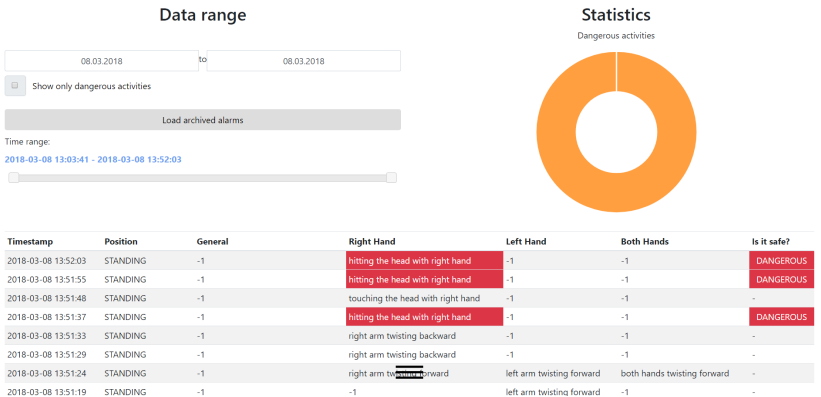 Data range
08.03.2018 to 08.03.2018
Show only dangerous activities
Load archived alarms
Time range:
2018-03-08 13:03:41 - 2018-03-08 13:52:03
Statistics
Dangerous activities
Timestamp Position General Right Hand Left Hand Both Hands Is it safe?
2018-03-08 13:52:03 STANDING -1 hitting the head with right hand -1 -1 DANGEROUS
2018-03-08 13:51:55 STANDING -1 hitting the head with right hand -1 -1 DANGEROUS
2018-03-08 13:51:48 STANDING -1 touching the head with right hand -1 -1 -
2018-03-08 13:51:37 STANDING -1 hitting the head with right hand -1 -1 DANGEROUS
2018-03-08 13:51:33 STANDING -1 right arm twisting backward -1 -1 -
2018-03-08 13:51:29 STANDING -1 right arm twisting backward -1 -1 -
2018-03-08 13:51:24 STANDING -1 right arm twisting forward left arm twisting forward both hands twisting forward -
2018-03-08 13:51:19 STANDING -1 -1 left arm twisting forward -1 -